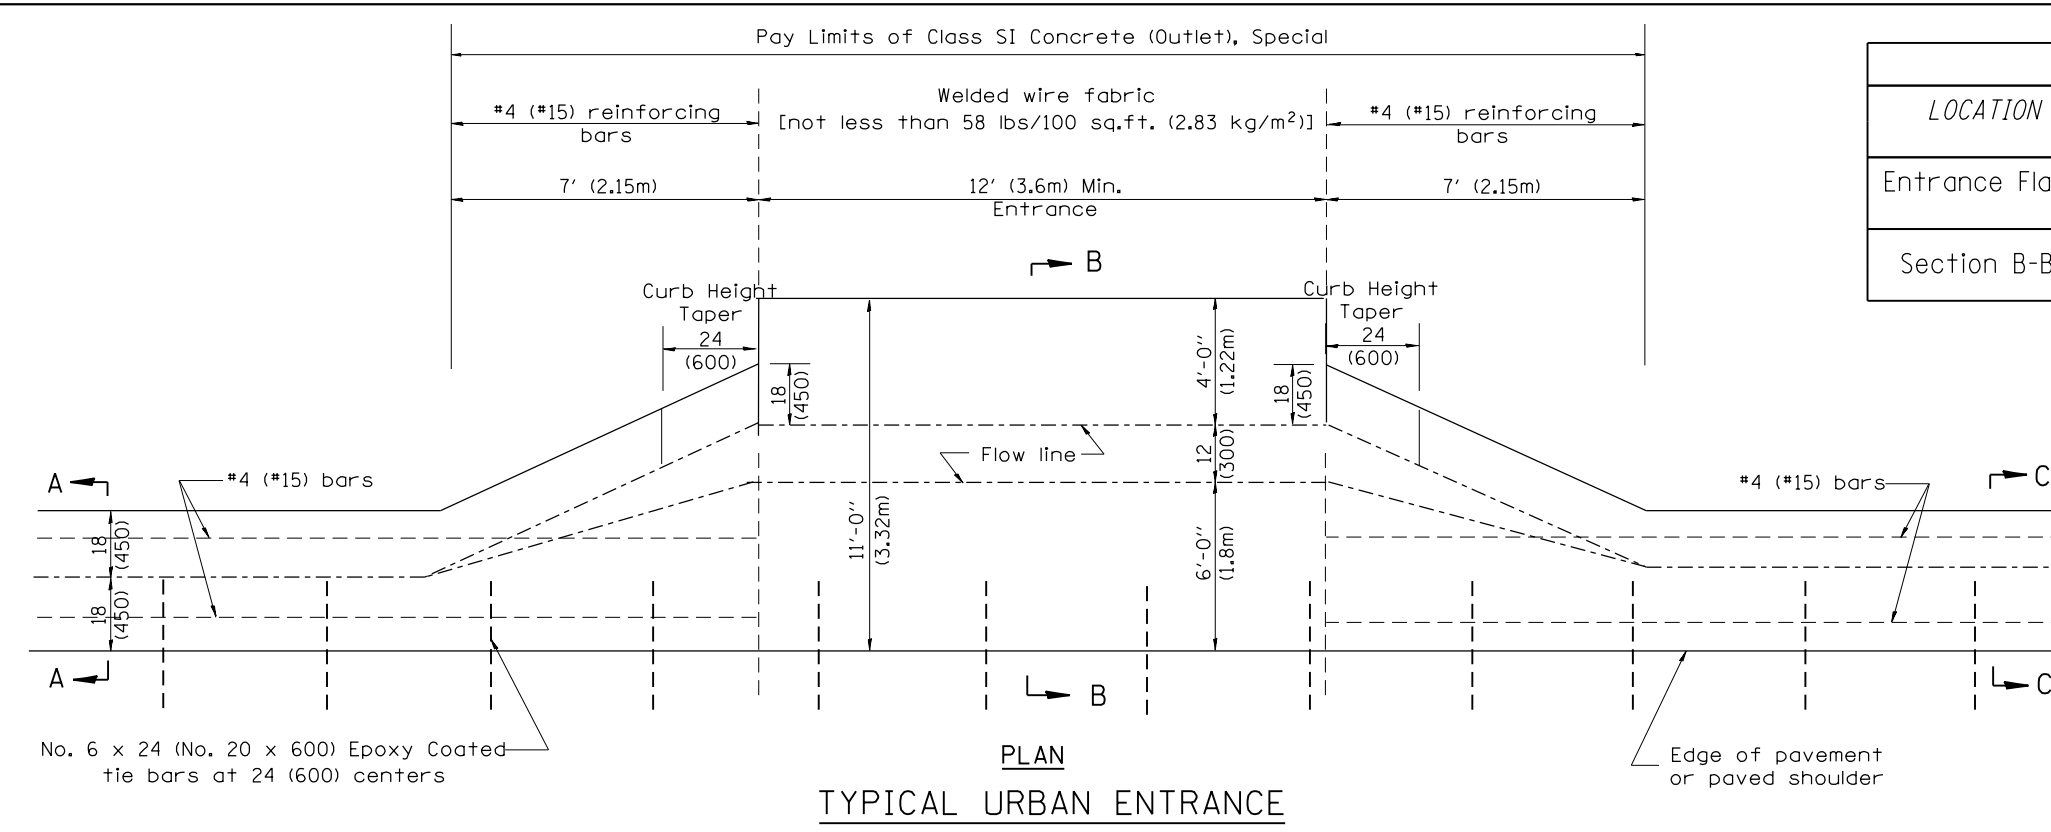 Pay Limits of Class SI Concrete (Outlet), Special
#4 (#15) reinforcing
bars
Welded wire fabric
[not less than 58 lbs/100 sq.ft. (2.83 kg/m²)]
#4 (#15) reinforcing
bars
7' (2.15m)
12' (3.6m) Min.
Entrance
7' (2.15m)
LOCATION
Entrance Fla
Section B-B
B
Curb Height
Taper
24
(600)
Curb Height
Taper
24
(600)
18
(450)
18
(450)
4'-0''
(1.22m)
12
(300)
6'-0''
(1.8m)
11'-0''
(3.32m)
Flow line
A
#4 (#15) bars
#4 (#15) bars
C
18
(450)
18
(450)
A
B
C
No. 6 x 24 (No. 20 x 600) Epoxy Coated
tie bars at 24 (600) centers
PLAN
Edge of pavement
or paved shoulder
TYPICAL URBAN ENTRANCE